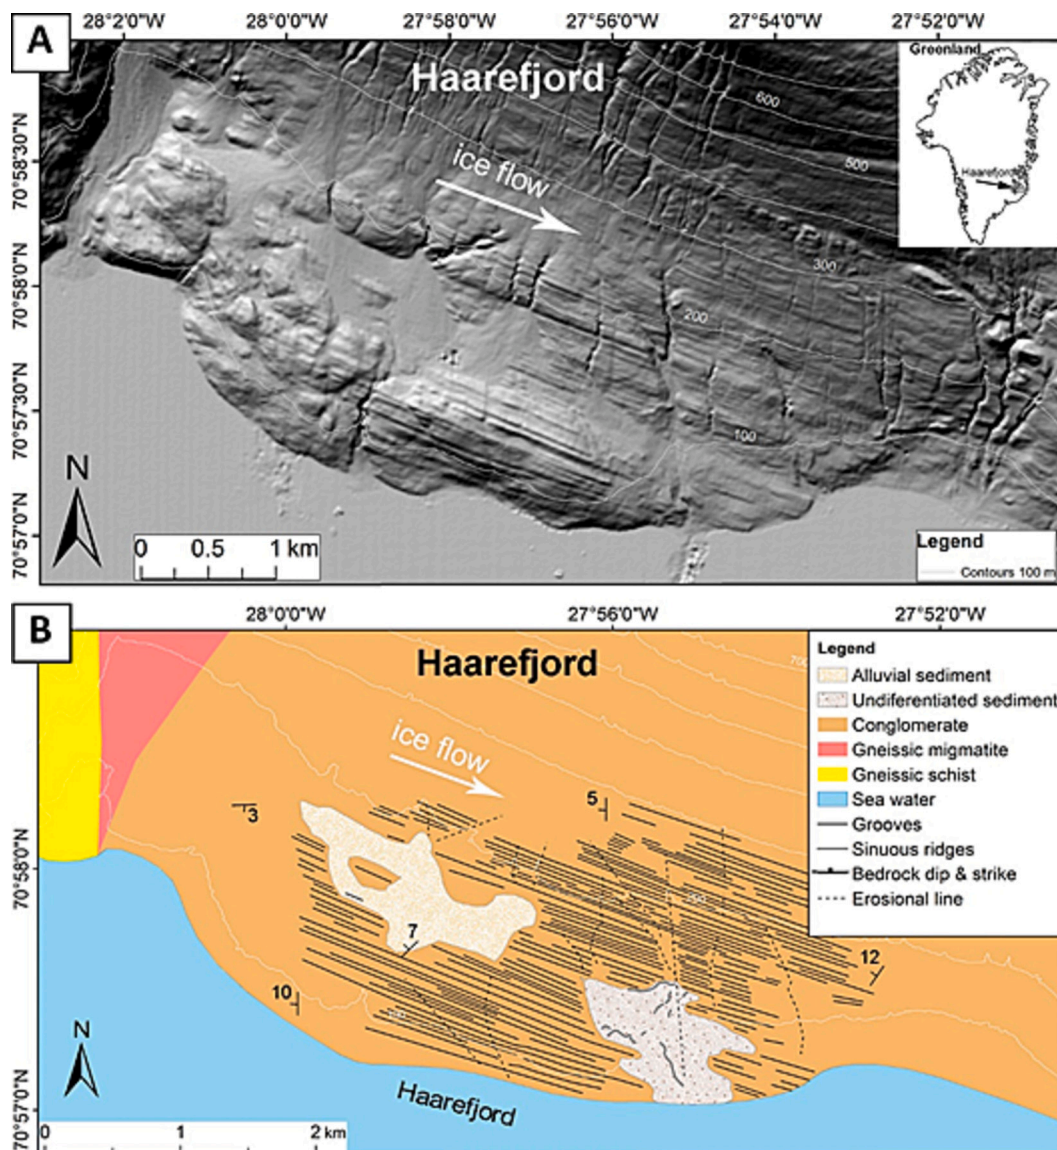 A
28°2'0"W 28°0'0"W 27°58'0"W 27°56'0"W 27°54'0"W 27°52'0"W
Haarefjord
ice flow
Greenland
Haarefjord
600
500
300
200
100
70°58'30"N
70°58'0"N
70°57'30"N
70°57'0"N
N
0 0.5 1 km
Legend
Contours 100 m
B
28°0'0"W 27°56'0"W 27°52'0"W
Haarefjord
ice flow
Legend
Alluvial sediment
Undiferentiated sediment
Conglomerate
Gneissic migmatite
Gneissic schist
Sea water
Grooves
Sinuous ridges
Bedrock dip & strike
Erosional line
700
3
5
7
12
10
70°58'0"N
70°57'0"N
N
Haarefjord
0 1 2 km